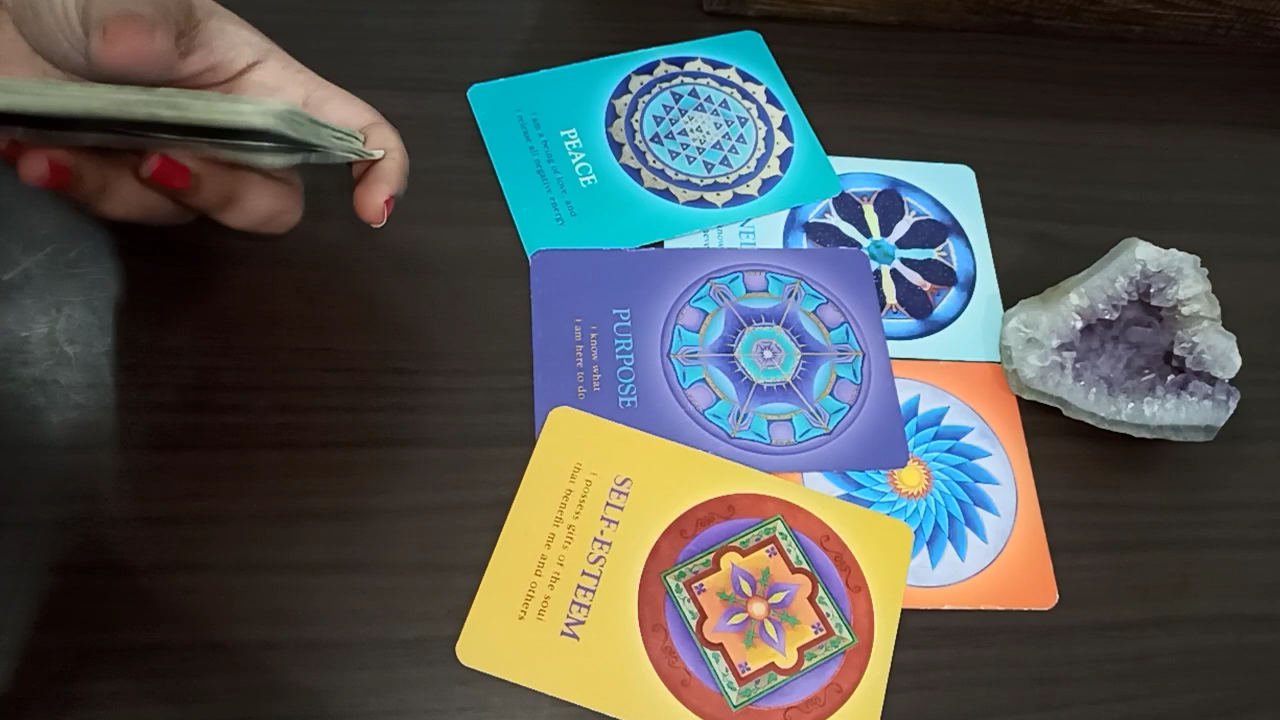 PEACE
i am a being of love and
i release all negative energy
PURPOSE
i know what
i am here to do
SELF-ESTEEM
i possess gifts of the soul
that benefit me and others